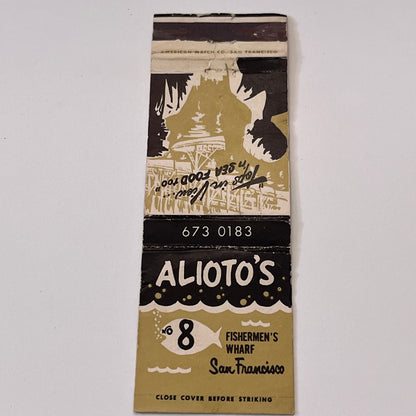 AMERICAN MATCH CO., SAN FRANCISCO
"Tops in View...
'n SEA FOOD TOO"
673 0183
ALIOTO'S
No 8
FISHERMEN'S
WHARF
San Francisco
CLOSE COVER BEFORE STRIKING